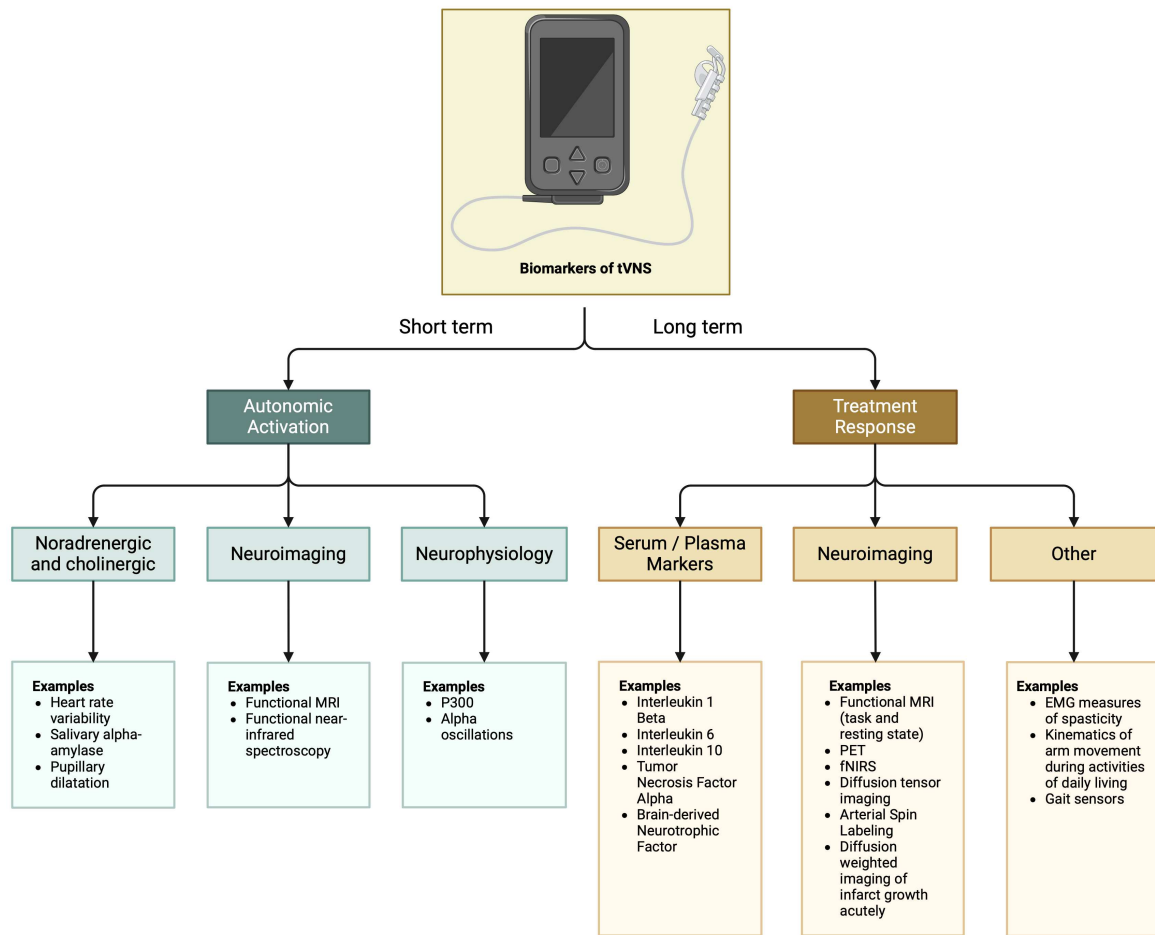 Biomarkers of tVNS
Short term
Long term
Autonomic
Activation
Treatment
Response
Noradrenergic
and cholinergic
Neuroimaging
Neurophysiology
Serum / Plasma
Markers
Neuroimaging
Other
Examples
• Heart rate
variability
• Salivary alpha-
amylase
• Pupillary
dilatation
Examples
• Functional MRI
• Functional near-
infrared
spectroscopy
Examples
• P300
• Alpha
oscillations
Examples
• Interleukin 1
Beta
• Interleukin 6
• Interleukin 10
• Tumor
Necrosis Factor
Alpha
• Brain-derived
Neurotrophic
Factor
Examples
• Functional MRI
(task and
resting state)
• PET
• fNIRS
• Diffusion tensor
imaging
• Arterial Spin
Labeling
• Diffusion
weighted
imaging of
infarct growth
acutely
Examples
• EMG measures
of spasticity
• Kinematics of
arm movement
during activities
of daily living
• Gait sensors